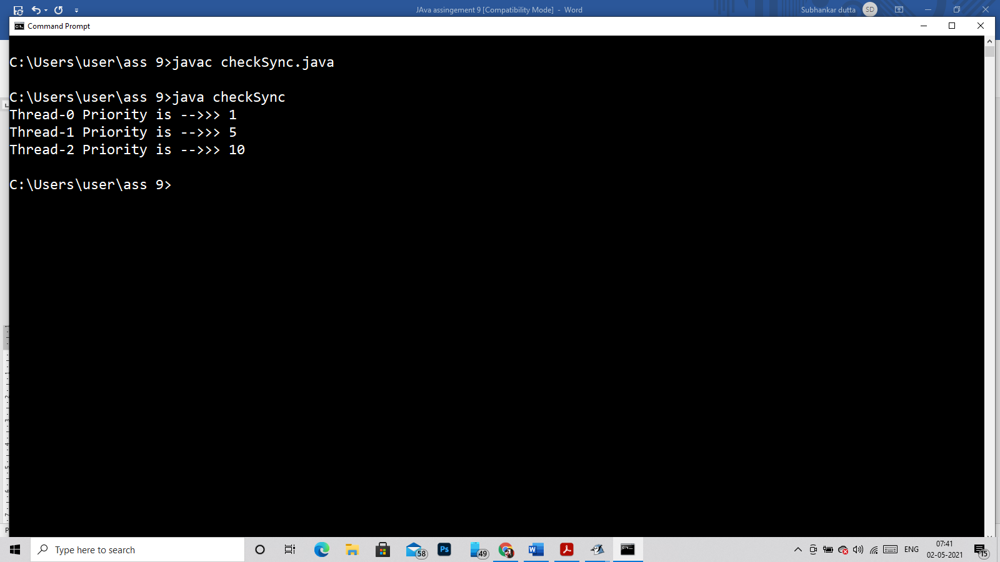 JAva assingement 9 [Compatibility Mode] - Word
Subhankar dutta
SD
Command Prompt
C:\Users\user\ass 9>javac checkSync.java
C:\Users\user\ass 9>java checkSync
Thread-0 Priority is -->>> 1
Thread-1 Priority is -->>> 5
Thread-2 Priority is -->>> 10
C:\Users\user\ass 9>
Type here to search
58
Ps
49
W
ENG
07:41
02-05-2021
15